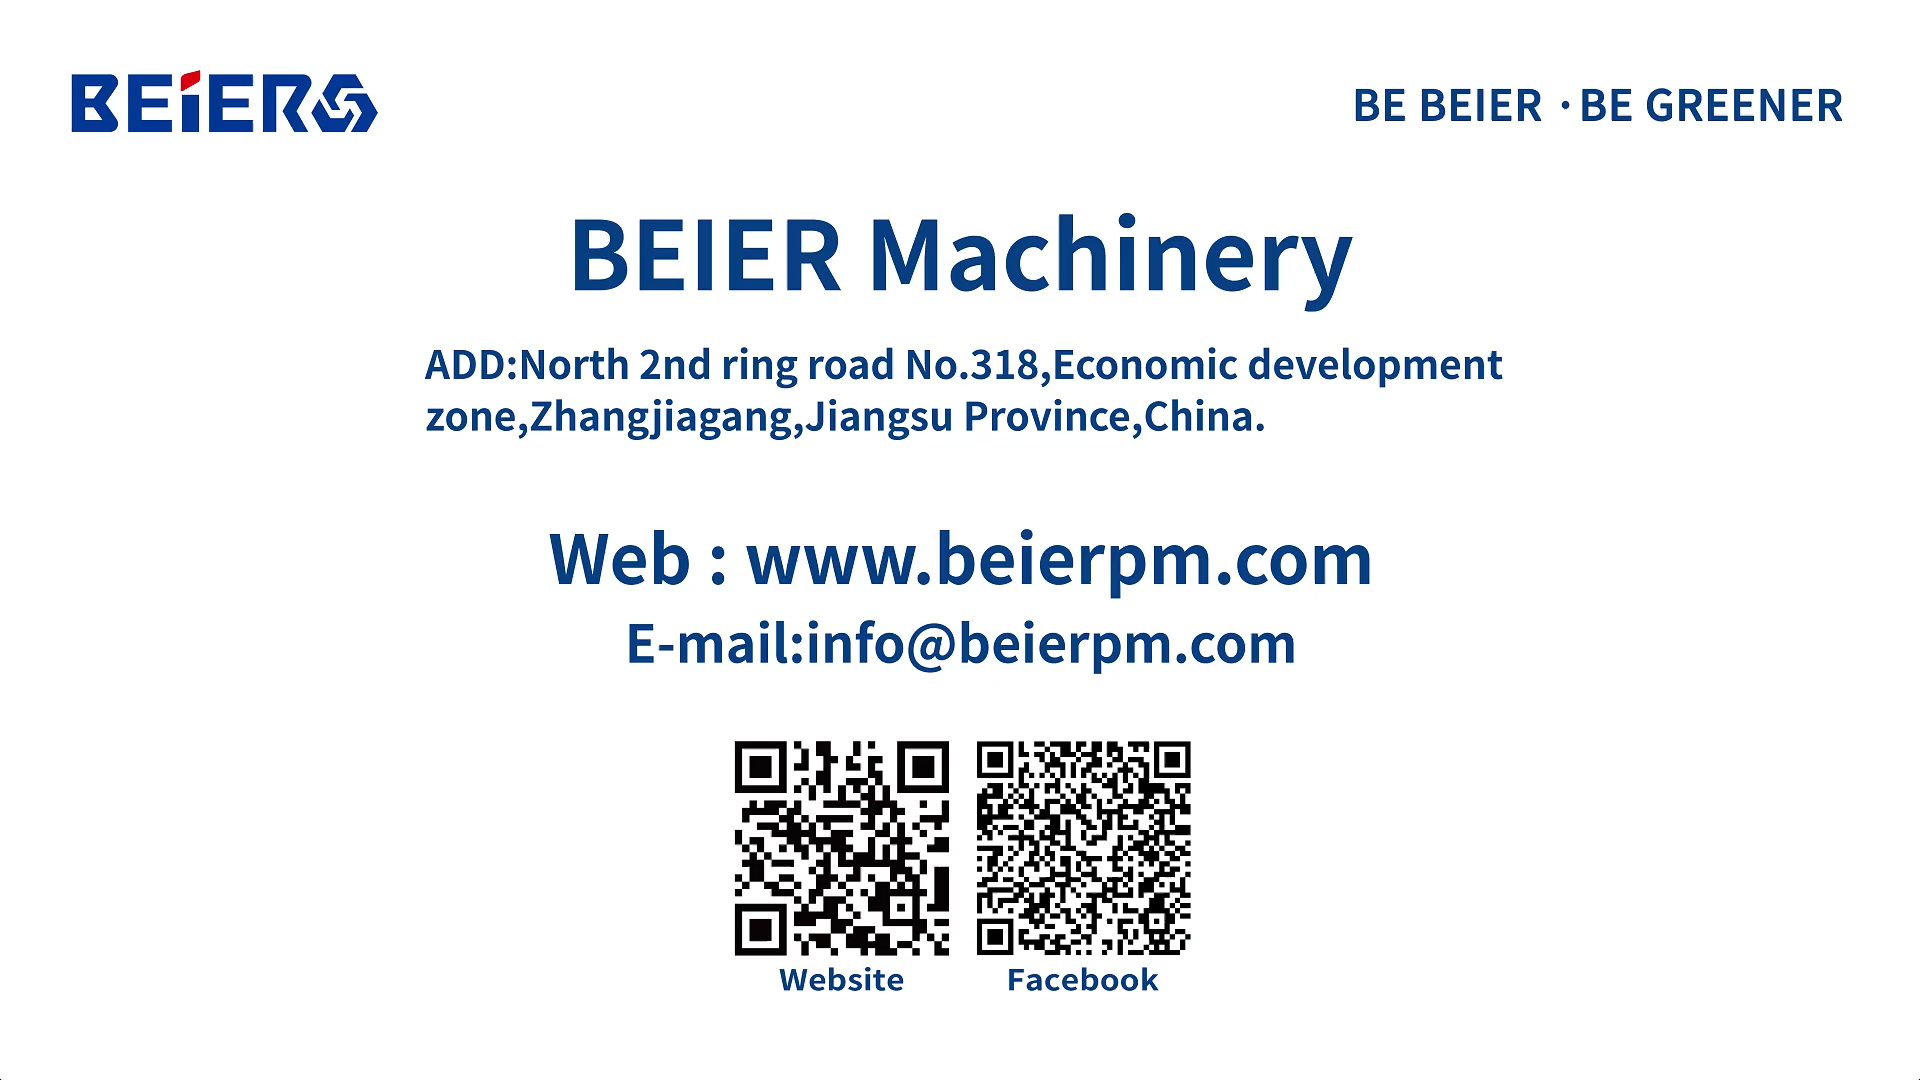 BEiER
BE BEIER ·BE GREENER
BEIER Machinery
ADD:North 2nd ring road No.318,Economic development
zone,Zhangjiagang,Jiangsu Province,China.
Web : www.beierpm.com
E-mail:info@beierpm.com
Website Facebook